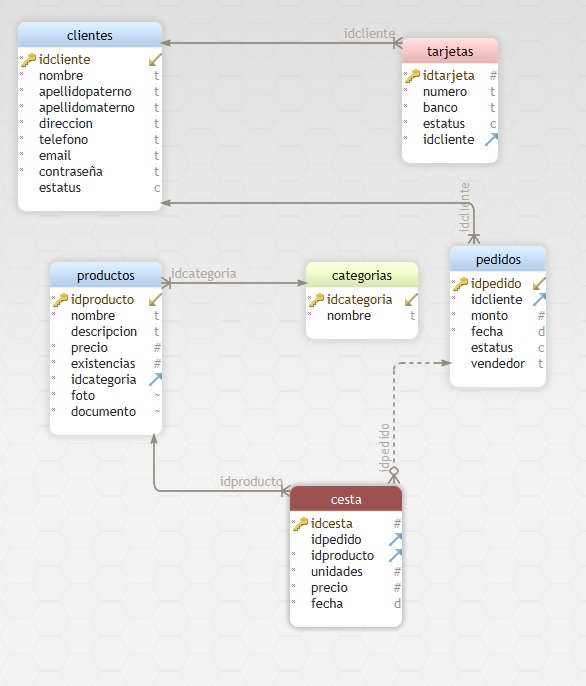 clientes
idcliente
nombre t
apellidopaterno t
apellidomaterno t
direccion t
telefono t
email t
contraseña t
estatus c
idcliente
tarjetas
idtarjeta #
numero t
banco t
estatus c
idcliente
idcliente
pedidos
idpedido
idcliente
monto #
fecha d
estatus c
vendedor t
productos
idproducto
nombre t
descripcion t
precio #
existencias #
idcategoria
foto ~
documento ~
idcategoria
categorias
idcategoria
nombre t
idpedido
idproducto
cesta
idcesta #
idpedido
idproducto
unidades #
precio #
fecha d